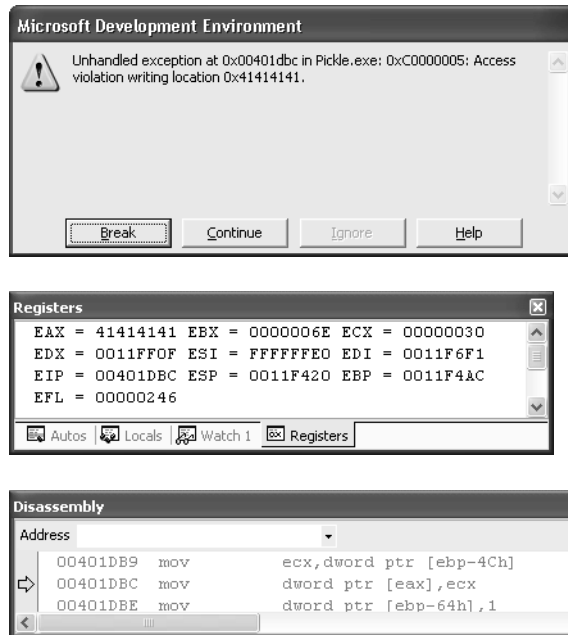 Microsoft Development Environment
Unhandled exception at 0x00401dbc in Pickle.exe: 0xC0000005: Access
violation writing location 0x41414141.
Break Continue Ignore Help
Registers
EAX = 41414141 EBX = 0000006E ECX = 00000030
EDX = 0011FF0F ESI = FFFFFFE0 EDI = 0011F6F1
EIP = 00401DBC ESP = 0011F420 EBP = 0011F4AC
EFL = 00000246
Autos Locals Watch 1 Registers
Disassembly
Address
00401DB9 mov ecx,dword ptr [ebp-4Ch]
00401DBC mov dword ptr [eax],ecx
00401DBE mov dword ptr [ebp-64h],1